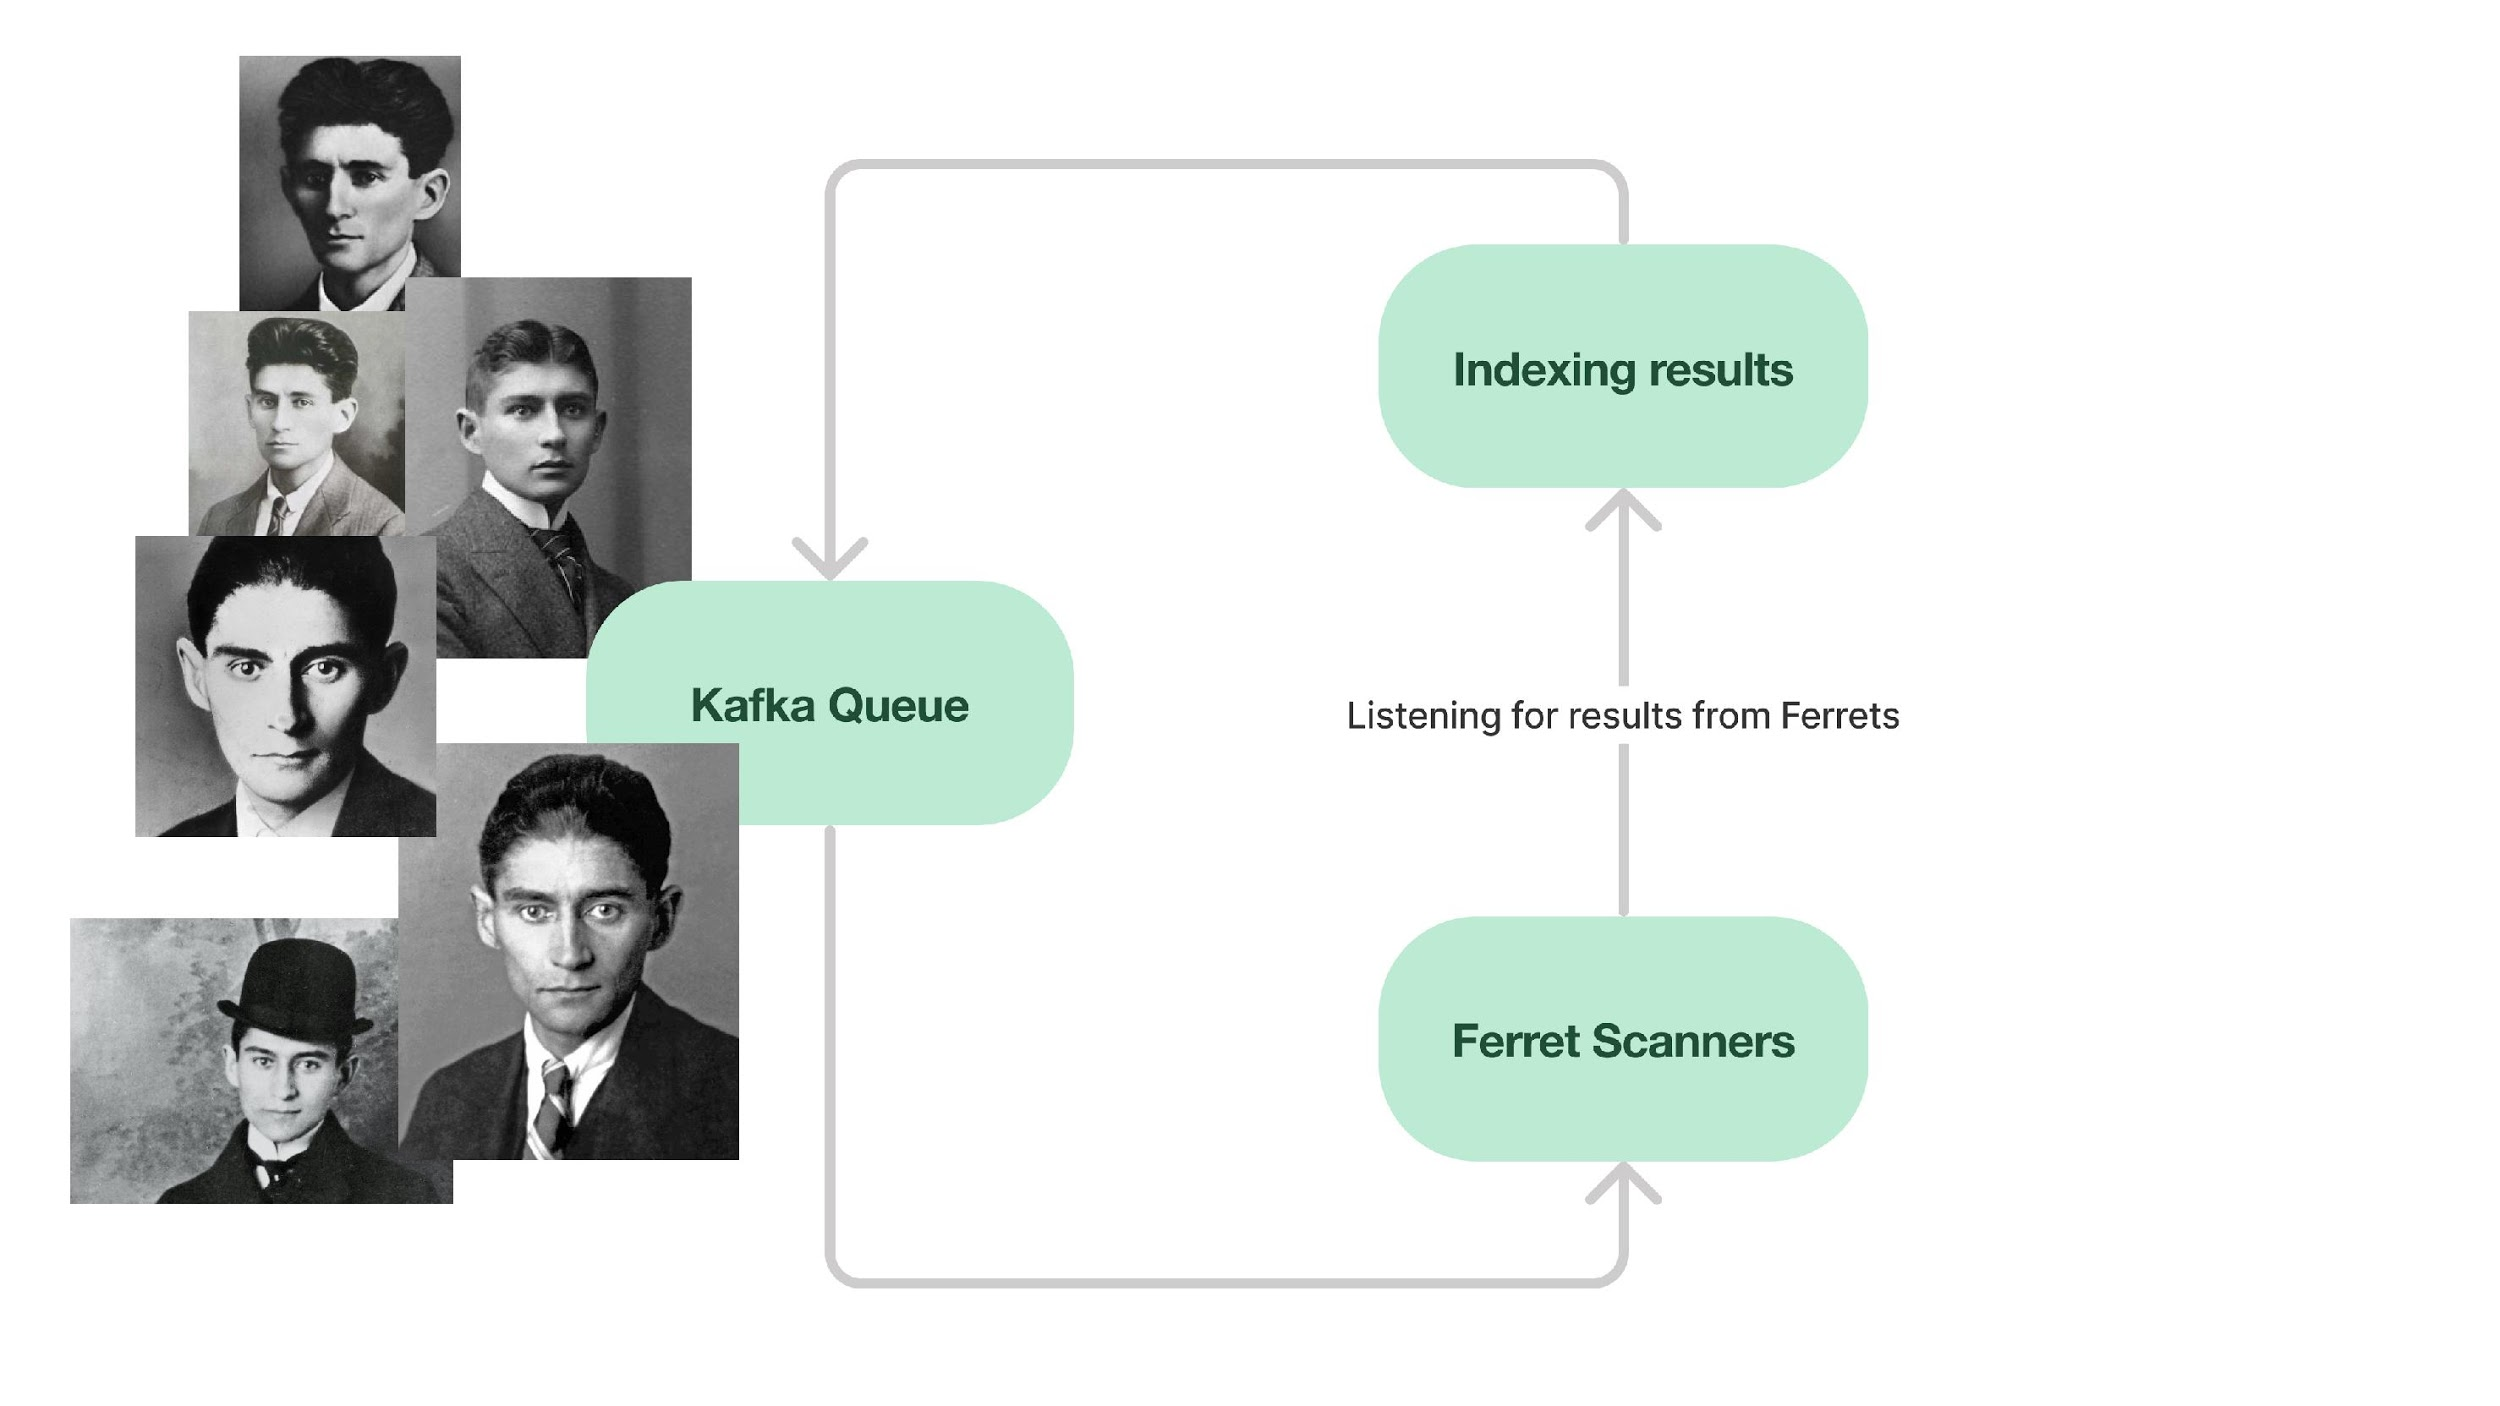 Indexing results
Kafka Queue
Listening for results from Ferrets
Ferret Scanners